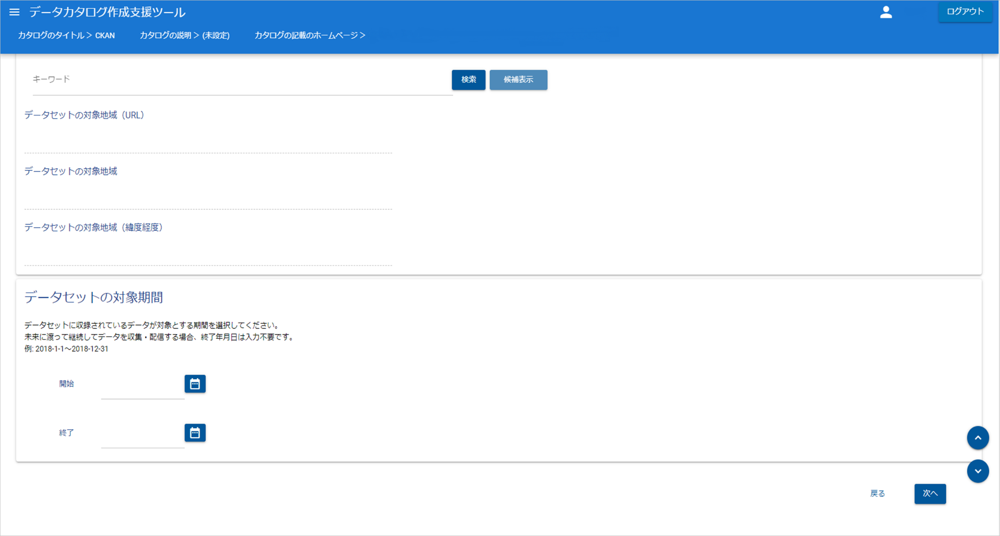 データカタログ作成支援ツール
ログアウト
カタログのタイトル > CKAN カタログの説明 > (未設定) カタログの記載のホームページ >
キーワード
検索
候補表示
データセットの対象地域（URL）
データセットの対象地域
データセットの対象地域（緯度経度）
データセットの対象期間
データセットに収録されているデータが対象とする期間を選択してください。
未来に渡って継続してデータを収集・配信する場合、終了年月日は入力不要です。
例: 2018-1-1～2018-12-31
開始
終了
戻る
次へ